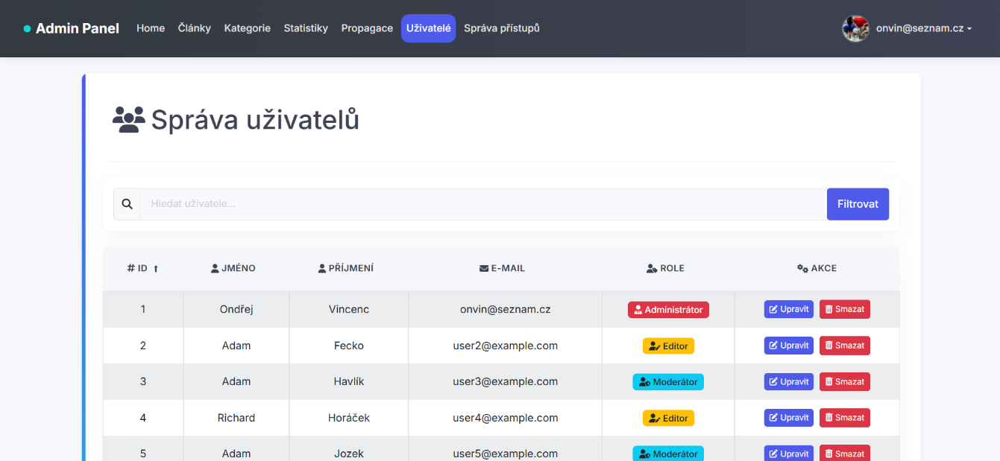 Admin Panel Home Články Kategorie Statistiky Propagace Uživatelé Správa přístupů onvin@seznam.cz
Správa uživatelů
Hledat uživatele... Filtrovat
# ID JMÉNO PŘÍJMENÍ E-MAIL ROLE AKCE
1 Ondřej Vincenc onvin@seznam.cz Administrátor Upravit Smazat
2 Adam Fecko user2@example.com Editor Upravit Smazat
3 Adam Havlík user3@example.com Moderátor Upravit Smazat
4 Richard Horáček user4@example.com Editor Upravit Smazat
5 Adam Jozek user5@example.com Moderátor Upravit Smazat